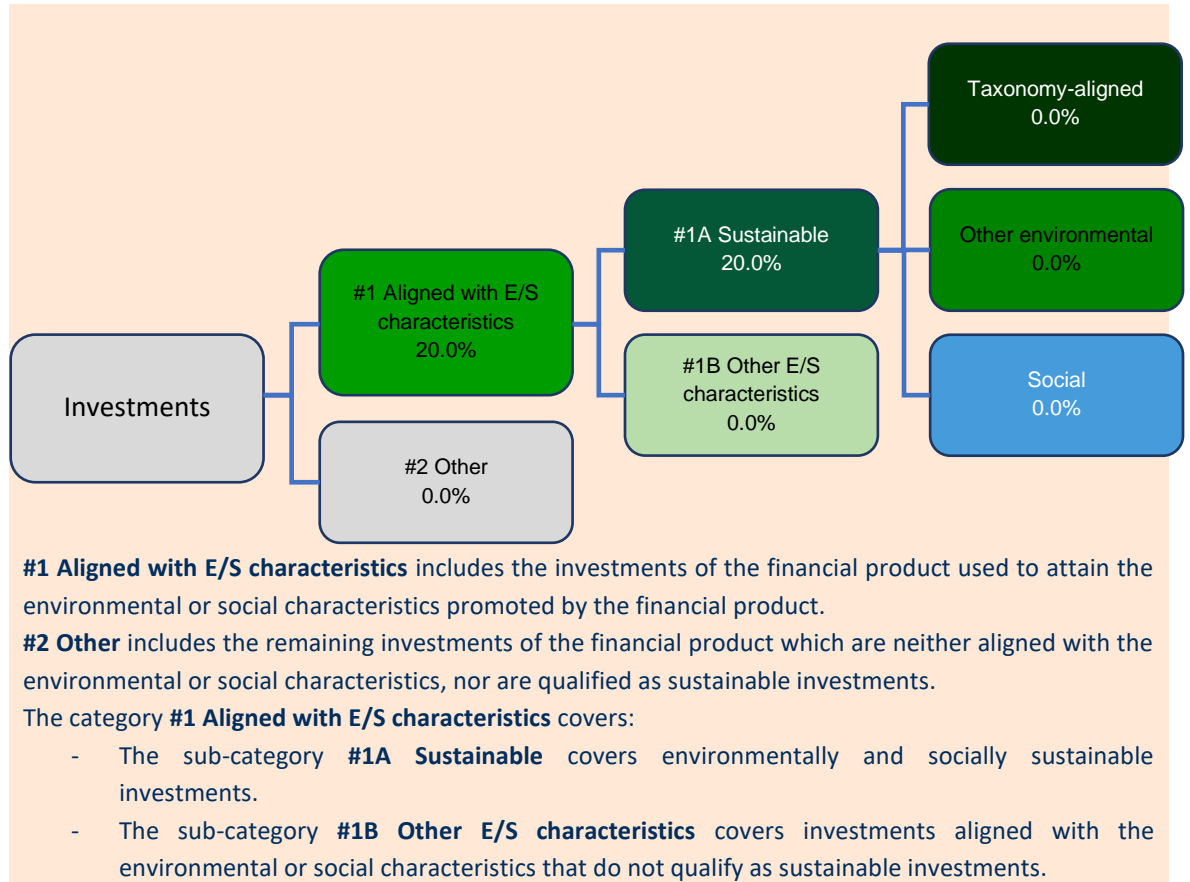 Taxonomy-aligned
0.0%
#1A Sustainable
20.0%
Other environmental
0.0%
#1 Aligned with E/S
characteristics
20.0%
#1B Other E/S
characteristics
0.0%
Social
0.0%
Investments
#2 Other
0.0%
#1 Aligned with E/S characteristics includes the investments of the financial product used to attain the
environmental or social characteristics promoted by the financial product.
#2 Other includes the remaining investments of the financial product which are neither aligned with the
environmental or social characteristics, nor are qualified as sustainable investments.
The category #1 Aligned with E/S characteristics covers:
- The sub-category #1A Sustainable covers environmentally and socially sustainable
investments.
- The sub-category #1B Other E/S characteristics covers investments aligned with the
environmental or social characteristics that do not qualify as sustainable investments.